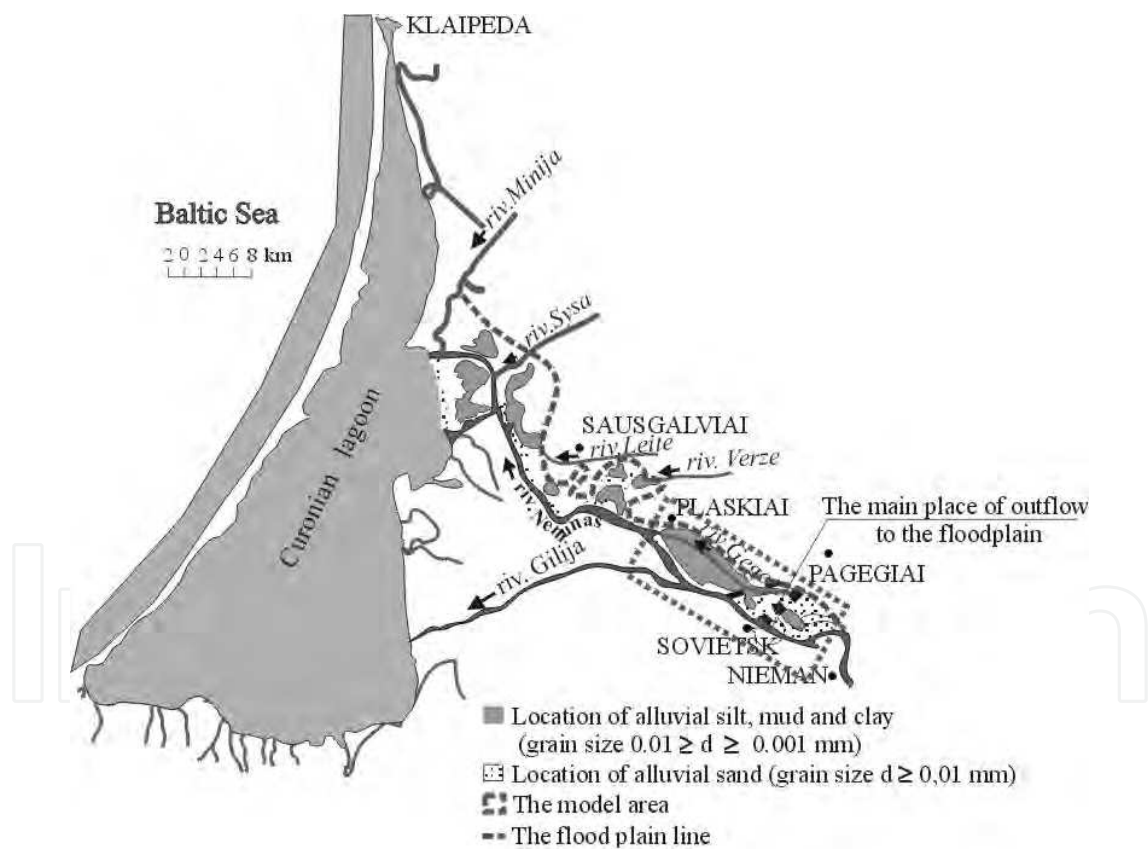 KLAIPEDA
riv.Minija
Baltic Sea
2 0 2 4 6 8 km
riv.Sysa
Curonian lagoon
SAUSGALVIAI
riv.Leite
riv. Verze
riv. Nemunas
PLASKIAI
The main place of outflow
to the floodplain
riv. Gilija
PAGEGIAI
SOVIETSK
NIEMAN
Location of alluvial silt, mud and clay
(grain size 0.01 ≥ d ≥ 0.001 mm)
Location of alluvial sand (grain size d ≥ 0,01 mm)
The model area
The flood plain line